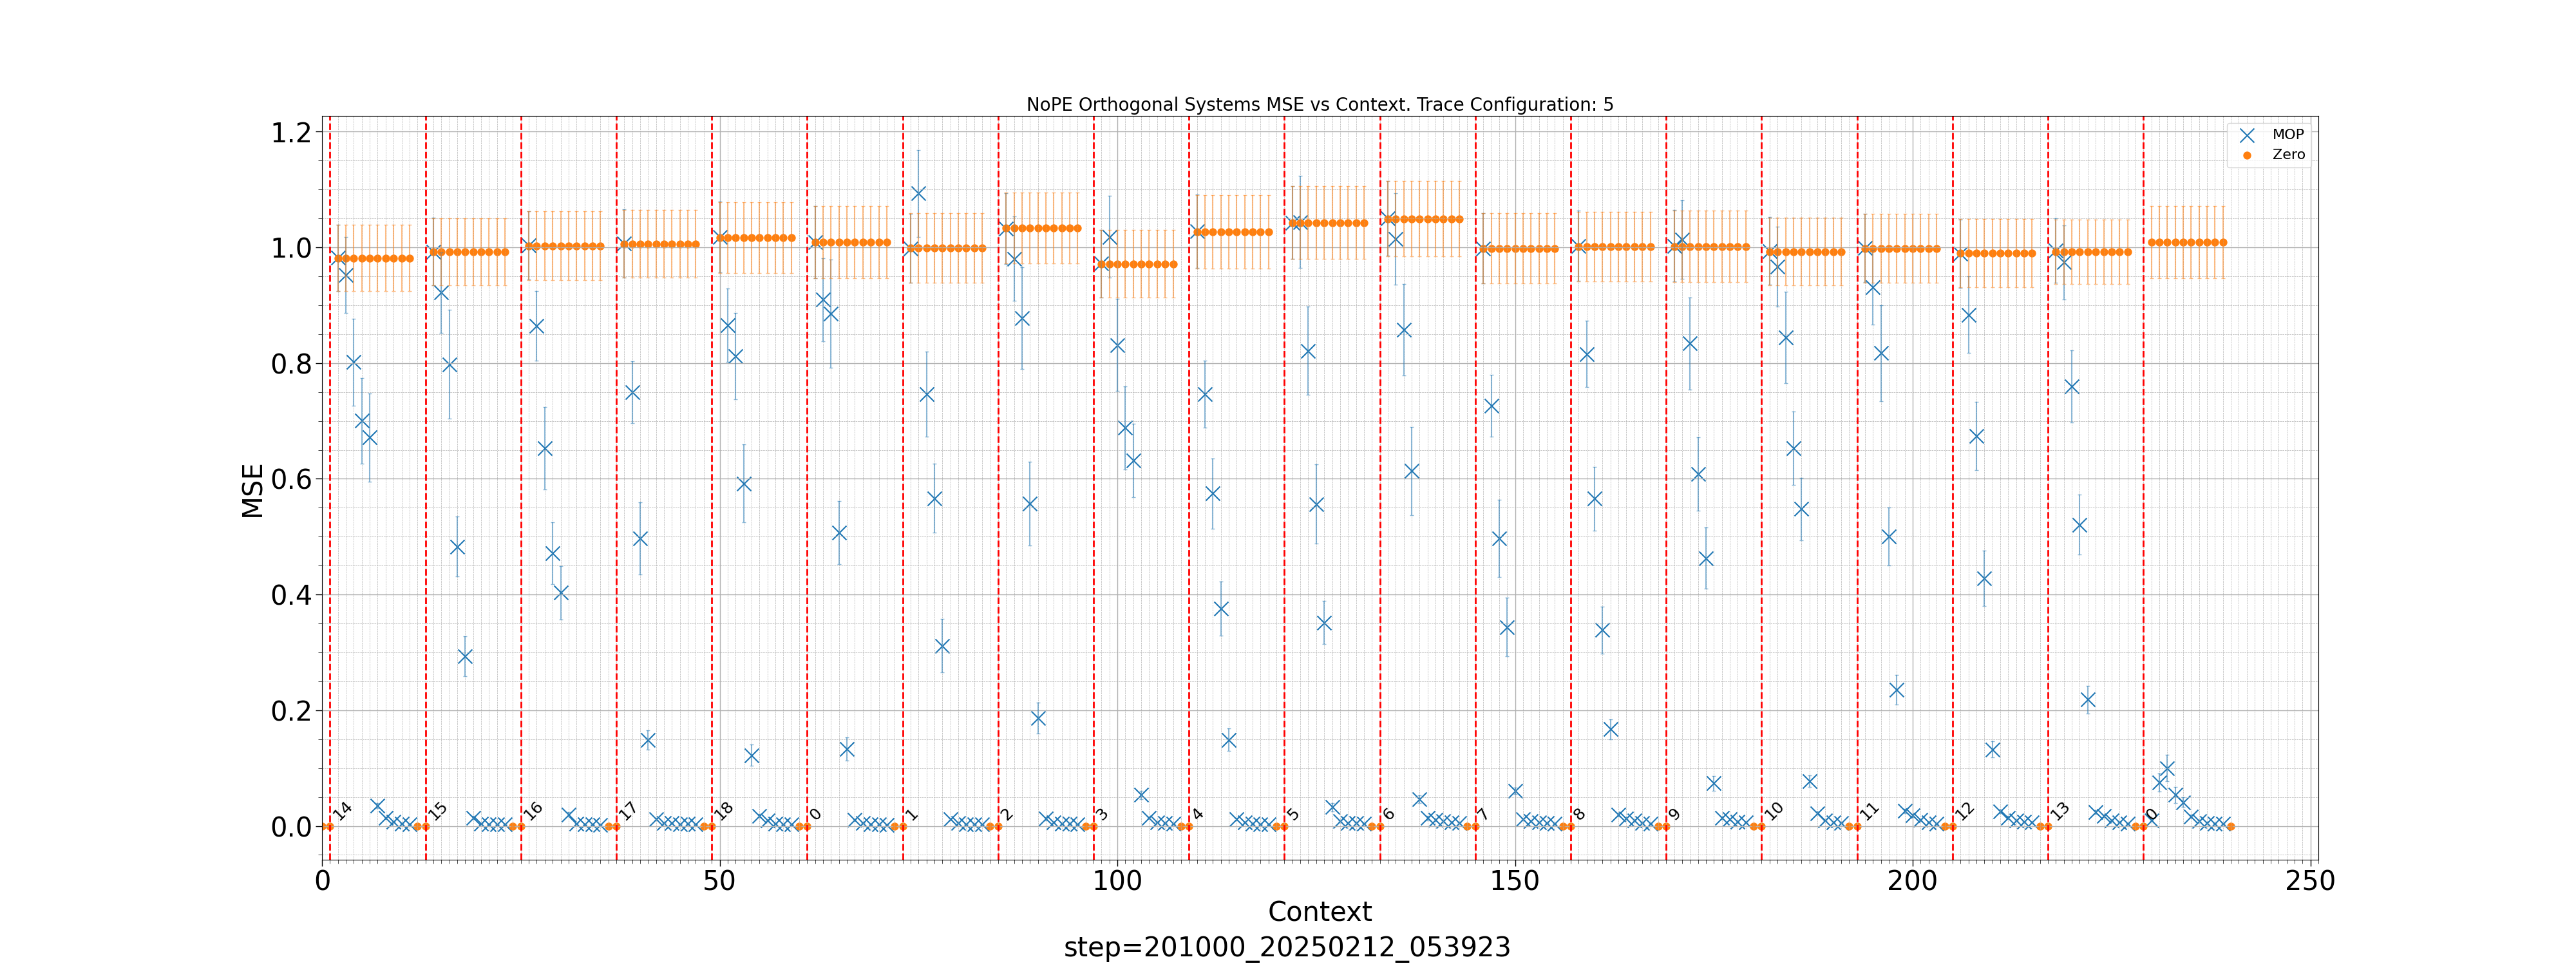 NoPE Orthogonal Systems MSE vs Context. Trace Configuration: 5
MOP
Zero
MSE
1.2
1.0
0.8
0.6
0.4
0.2
0.0
14 15 16 17 18 0 1 2 3 4 5 6 7 8 9 10 11 12 13 0
0 50 100 150 200 250
Context
step=201000_20250212_053923